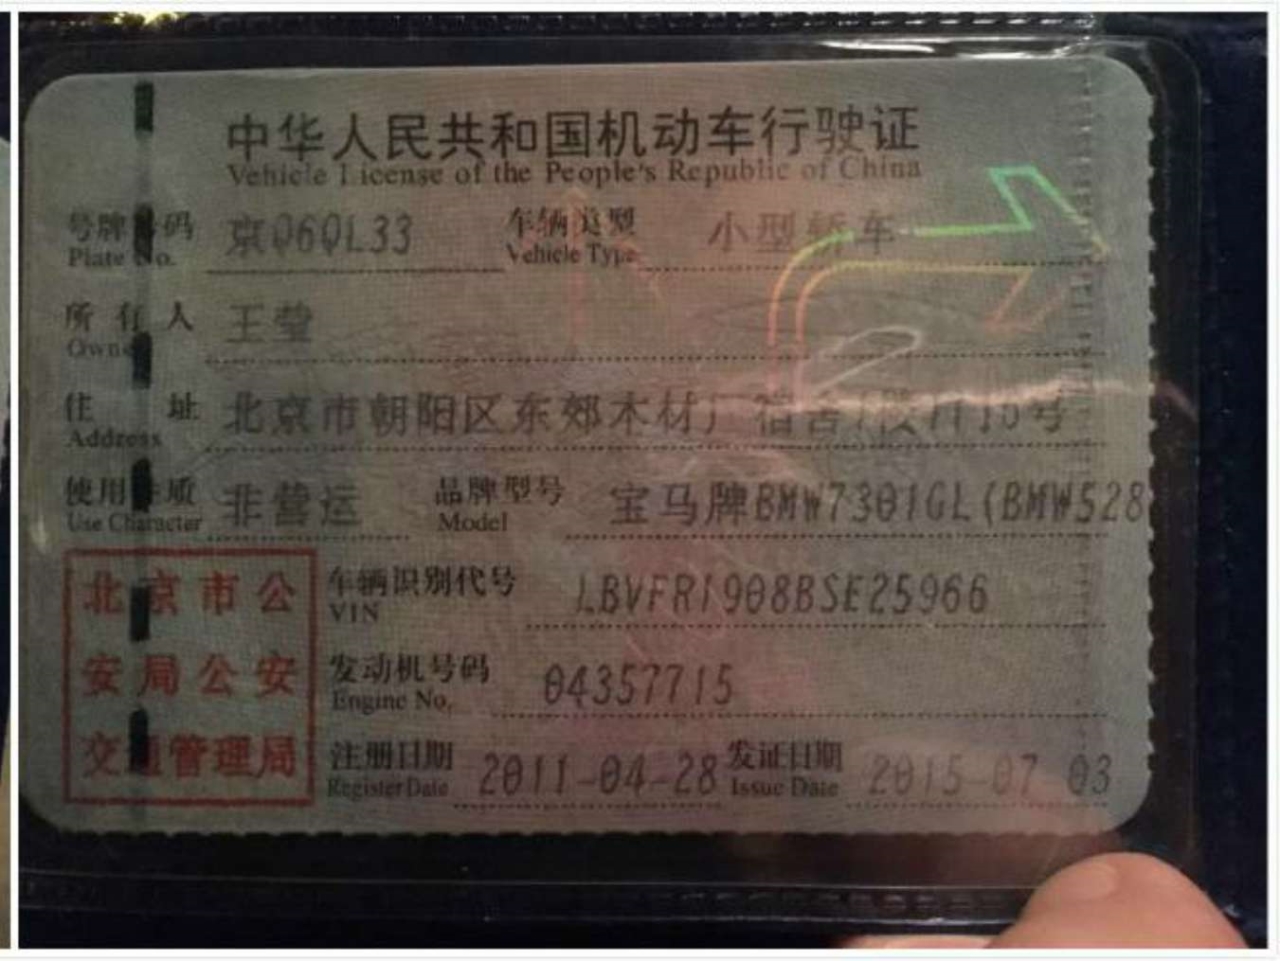 中华人民共和国机动车行驶证
Vehicle License of the People's Republic of China
号牌号码 京Q6QL33 车辆类型 小型轿车
Plate No. Vehicle Type
所有人 王莹
Owner
住址 北京市朝阳区东郊木材厂宿舍
Address
使用性质 非营运 品牌型号 宝马牌BMW7301GL(BMW528
Use Character Model
北京市公
安局公安
交通管理局
车辆识别代号 LBVFR1908BSE25966
VIN
发动机号码 04357715
Engine No.
注册日期 2011-04-28 发证日期 2015-07-03
Register Date Issue Date